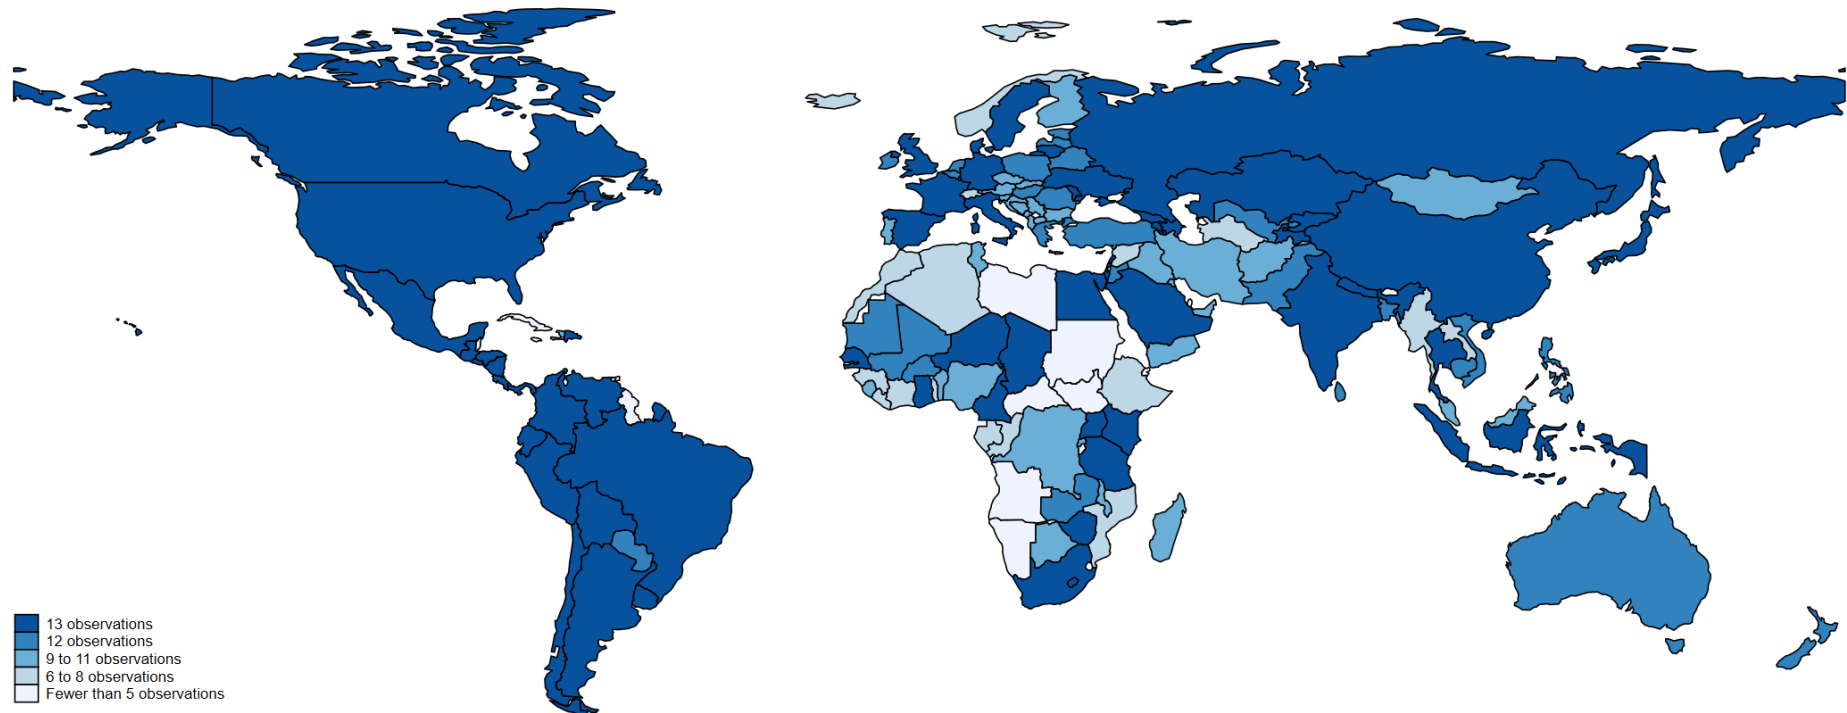 13 observations
12 observations
9 to 11 observations
6 to 8 observations
Fewer than 5 observations